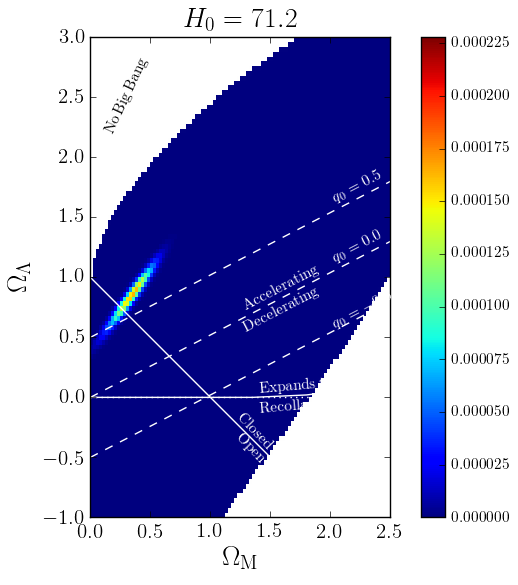 H₀ = 71.2
3.0
2.5
2.0
1.5
1.0
0.5
0.0
−0.5
−1.0
0.0 0.5 1.0 1.5 2.0 2.5
Ω_Λ
Ω_M
No Big Bang
q₀ = 0.5
q₀ = 0.0
Accelerating
Decelerating
q₀ =
Expands
Closed
Open
0.000225
0.000200
0.000175
0.000150
0.000125
0.000100
0.000075
0.000050
0.000025
0.000000